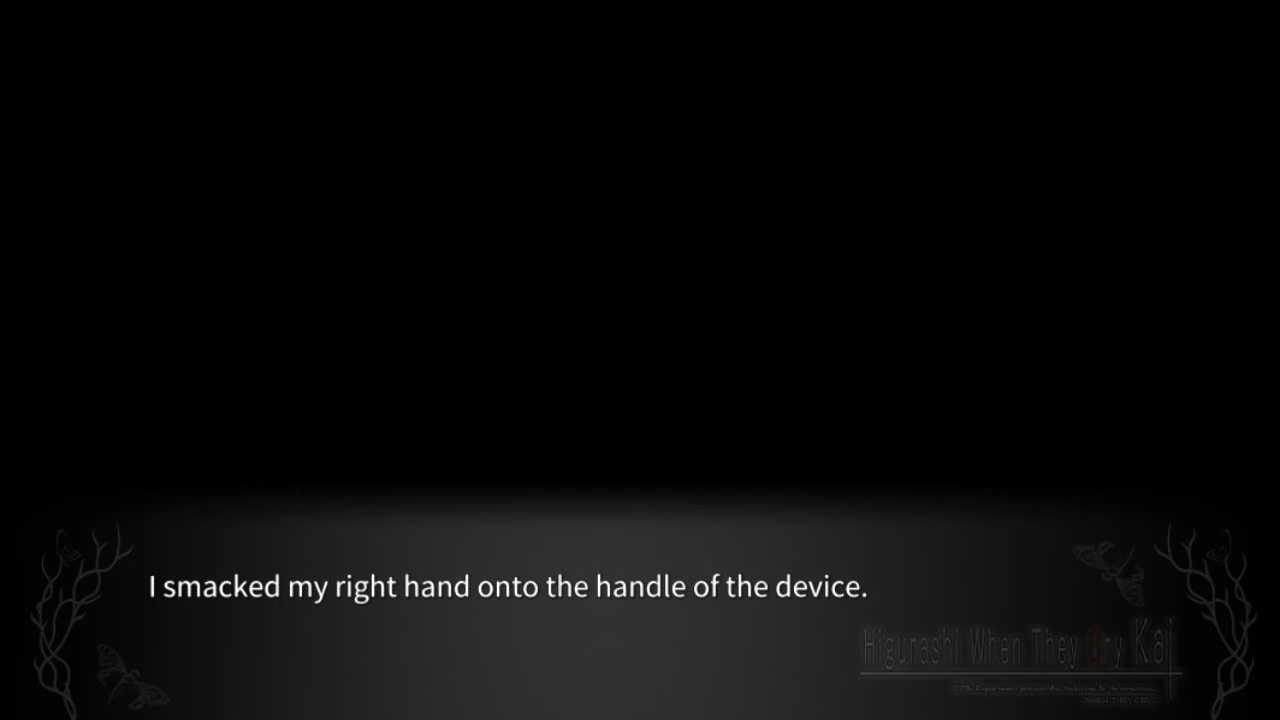 I smacked my right hand onto the handle of the device.
Higurashi When They Cry Kai